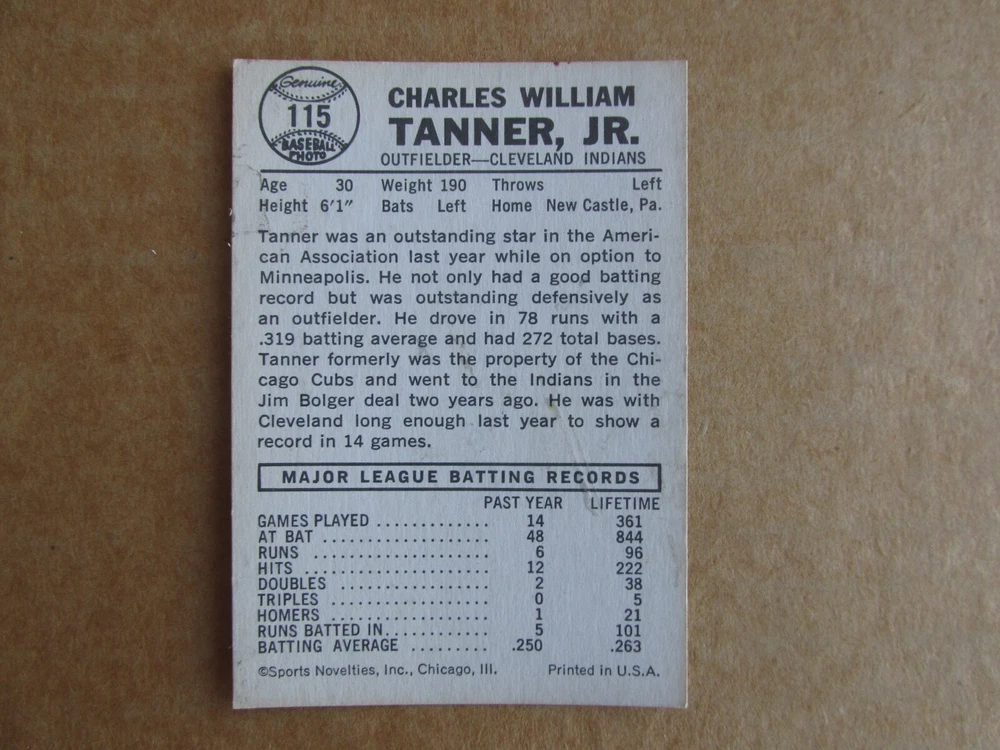 Genuine
115
BASEBALL
PHOTO
CHARLES WILLIAM
TANNER, JR.
OUTFIELDER—CLEVELAND INDIANS
Age 30 Weight 190 Throws Left
Height 6'1" Bats Left Home New Castle, Pa.
Tanner was an outstanding star in the Ameri-
can Association last year while on option to
Minneapolis. He not only had a good batting
record but was outstanding defensively as
an outfielder. He drove in 78 runs with a
.319 batting average and had 272 total bases.
Tanner formerly was the property of the Chi-
cago Cubs and went to the Indians in the
Jim Bolger deal two years ago. He was with
Cleveland long enough last year to show a
record in 14 games.
MAJOR LEAGUE BATTING RECORDS
PAST YEAR LIFETIME
GAMES PLAYED ............. 14 361
AT BAT ................... 48 844
RUNS .................... 6 96
HITS ..................... 12 222
DOUBLES .................. 2 38
TRIPLES .................. 0 5
HOMERS .................. 1 21
RUNS BATTED IN............ 5 101
BATTING AVERAGE ......... .250 .263
©Sports Novelties, Inc., Chicago, Ill. Printed in U.S.A.